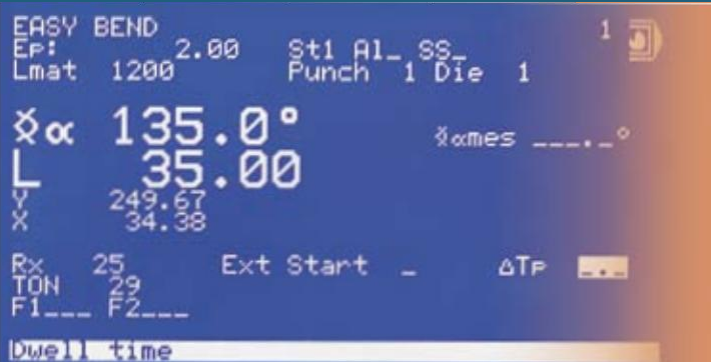 EASY BEND 1
Ep: 2.00 St1 Al_ SS_
Lmat 1200 Punch 1 Die 1
α 135.0° αmes ___._°
L 35.00
Y 249.67
X 34.38
Rx 25 Ext Start _ ΔTP _._
TON 29
F1___ F2___
Dwell time